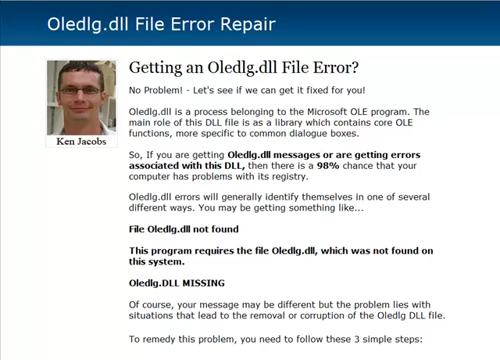 Oledlg.dll File Error Repair
Getting an Oledlg.dll File Error?
No Problem! - Let's see if we can get it fixed for you!
Oledlg.dll is a process belonging to the Microsoft OLE program. The
main role of this DLL file is as a library which contains core OLE
functions, more specific to common dialogue boxes.
Ken Jacobs
So, If you are getting Oledlg.dll messages or are getting errors
associated with this DLL, then there is a 98% chance that your
computer has problems with its registry.
Oledlg.dll errors will generally identify themselves in one of several
different ways. You may be getting something like...
File Oledlg.dll not found
This program requires the file Oledlg.dll, which was not found on
this system.
Oledlg.DLL MISSING
Of course, your message may be different but the problem lies with
situations that lead to the removal or corruption of the Oledlg DLL file.
To remedy this problem, you need to follow these 3 simple steps: